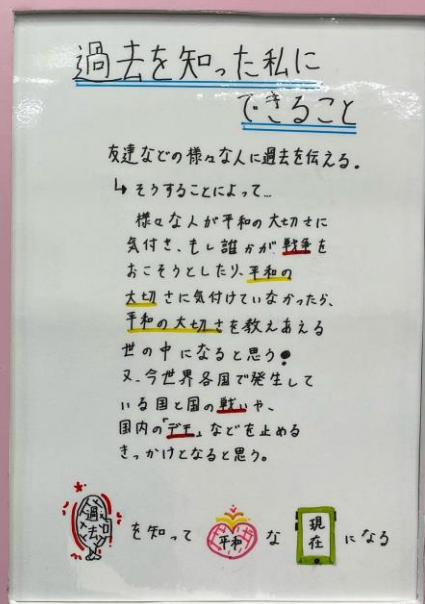 過去を知った私に
できること
友達などの様々な人に過去を伝える。
↳そうすることによって…
様々な人が平和の大切さに
気付き、もし誰かが戦争を
おこそうとしたり、平和の
大切さに気付けていなかったら、
平和の大切さを教えあえる
世の中になると思う!
又、今世界各国で発生して
いる国と国の戦いや、
国内の「デモ」などを止める
きっかけとなると思う。
過去を知って平和な現在になる